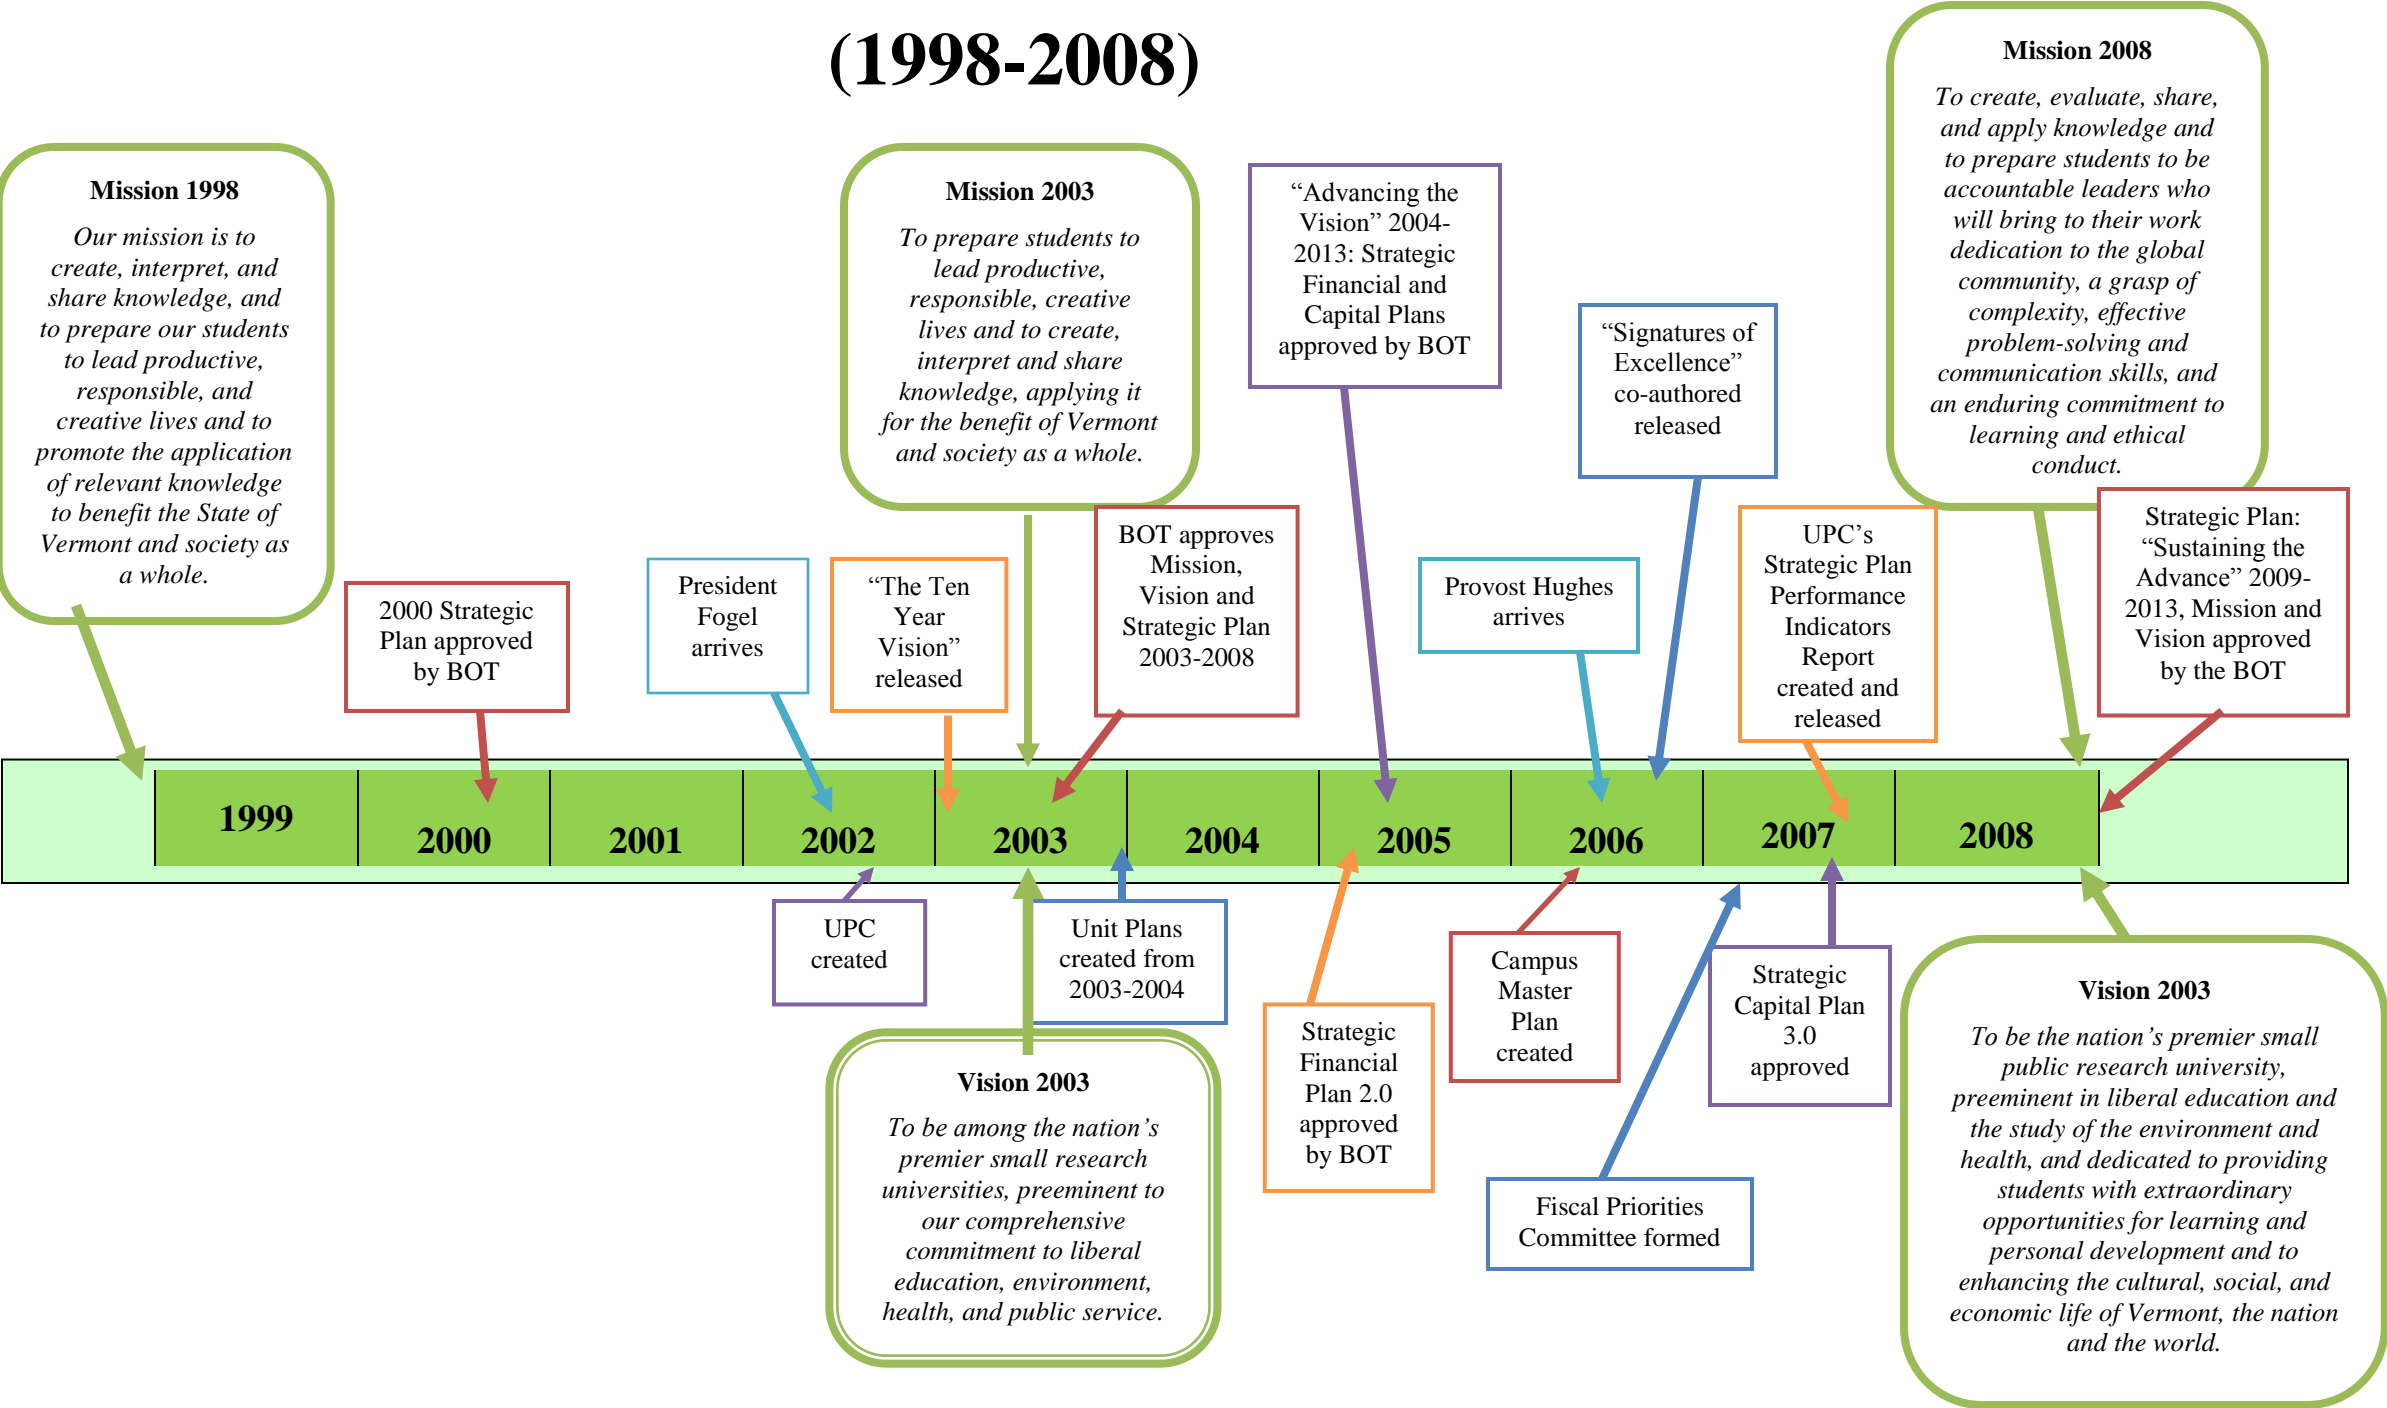 (1998-2008)
Mission 1998
Our mission is to
create, interpret, and
share knowledge, and
to prepare our students
to lead productive,
responsible, and
creative lives and to
promote the application
of relevant knowledge
to benefit the State of
Vermont and society as
a whole.
2000 Strategic
Plan approved
by BOT
President
Fogel
arrives
“The Ten
Year
Vision”
released
Mission 2003
To prepare students to
lead productive,
responsible, creative
lives and to create,
interpret and share
knowledge, applying it
for the benefit of Vermont
and society as a whole.
BOT approves
Mission,
Vision and
Strategic Plan
2003-2008
“Advancing the
Vision” 2004-
2013: Strategic
Financial and
Capital Plans
approved by BOT
Provost Hughes
arrives
“Signatures of
Excellence”
co-authored
released
UPC’s
Strategic Plan
Performance
Indicators
Report
created and
released
Mission 2008
To create, evaluate, share,
and apply knowledge and
to prepare students to be
accountable leaders who
will bring to their work
dedication to the global
community, a grasp of
complexity, effective
problem-solving and
communication skills, and
an enduring commitment to
learning and ethical
conduct.
Strategic Plan:
“Sustaining the
Advance” 2009-
2013, Mission and
Vision approved
by the BOT
1999
2000
2001
2002
2003
2004
2005
2006
2007
2008
UPC
created
Vision 2003
To be among the nation’s
premier small research
universities, preeminent to
our comprehensive
commitment to liberal
education, environment,
health, and public service.
Unit Plans
created from
2003-2004
Strategic
Financial
Plan 2.0
approved
by BOT
Campus
Master
Plan
created
Fiscal Priorities
Committee formed
Strategic
Capital Plan
3.0
approved
Vision 2003
To be the nation’s premier small
public research university,
preeminent in liberal education and
the study of the environment and
health, and dedicated to providing
students with extraordinary
opportunities for learning and
personal development and to
enhancing the cultural, social, and
economic life of Vermont, the nation
and the world.